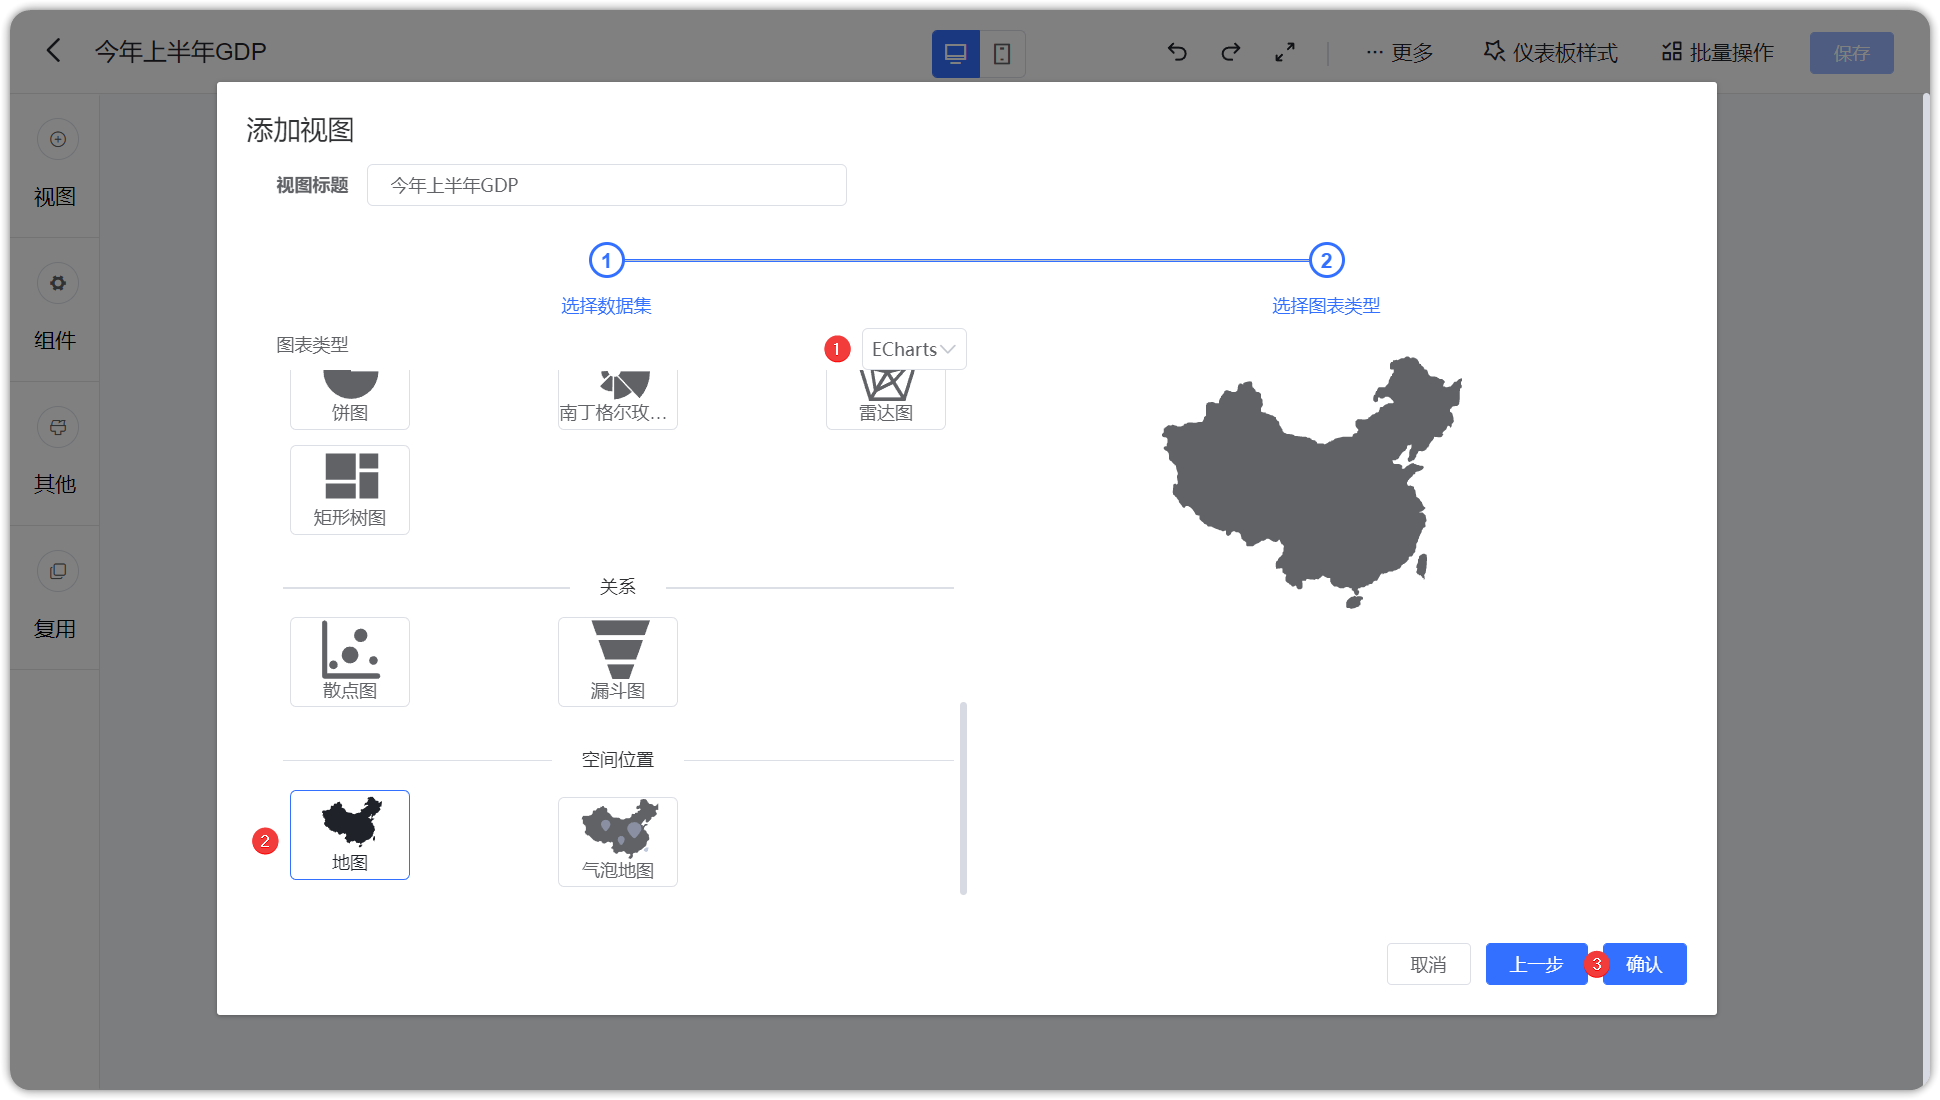 今年上半年GDP
··· 更多
仪表板样式
批量操作
保存
视图
组件
其他
复用
添加视图
视图标题
今年上半年GDP
1
2
选择数据集
选择图表类型
图表类型
1
ECharts
饼图
南丁格尔玫...
雷达图
矩形树图
关系
散点图
漏斗图
空间位置
2
地图
气泡地图
取消
上一步
3
确认